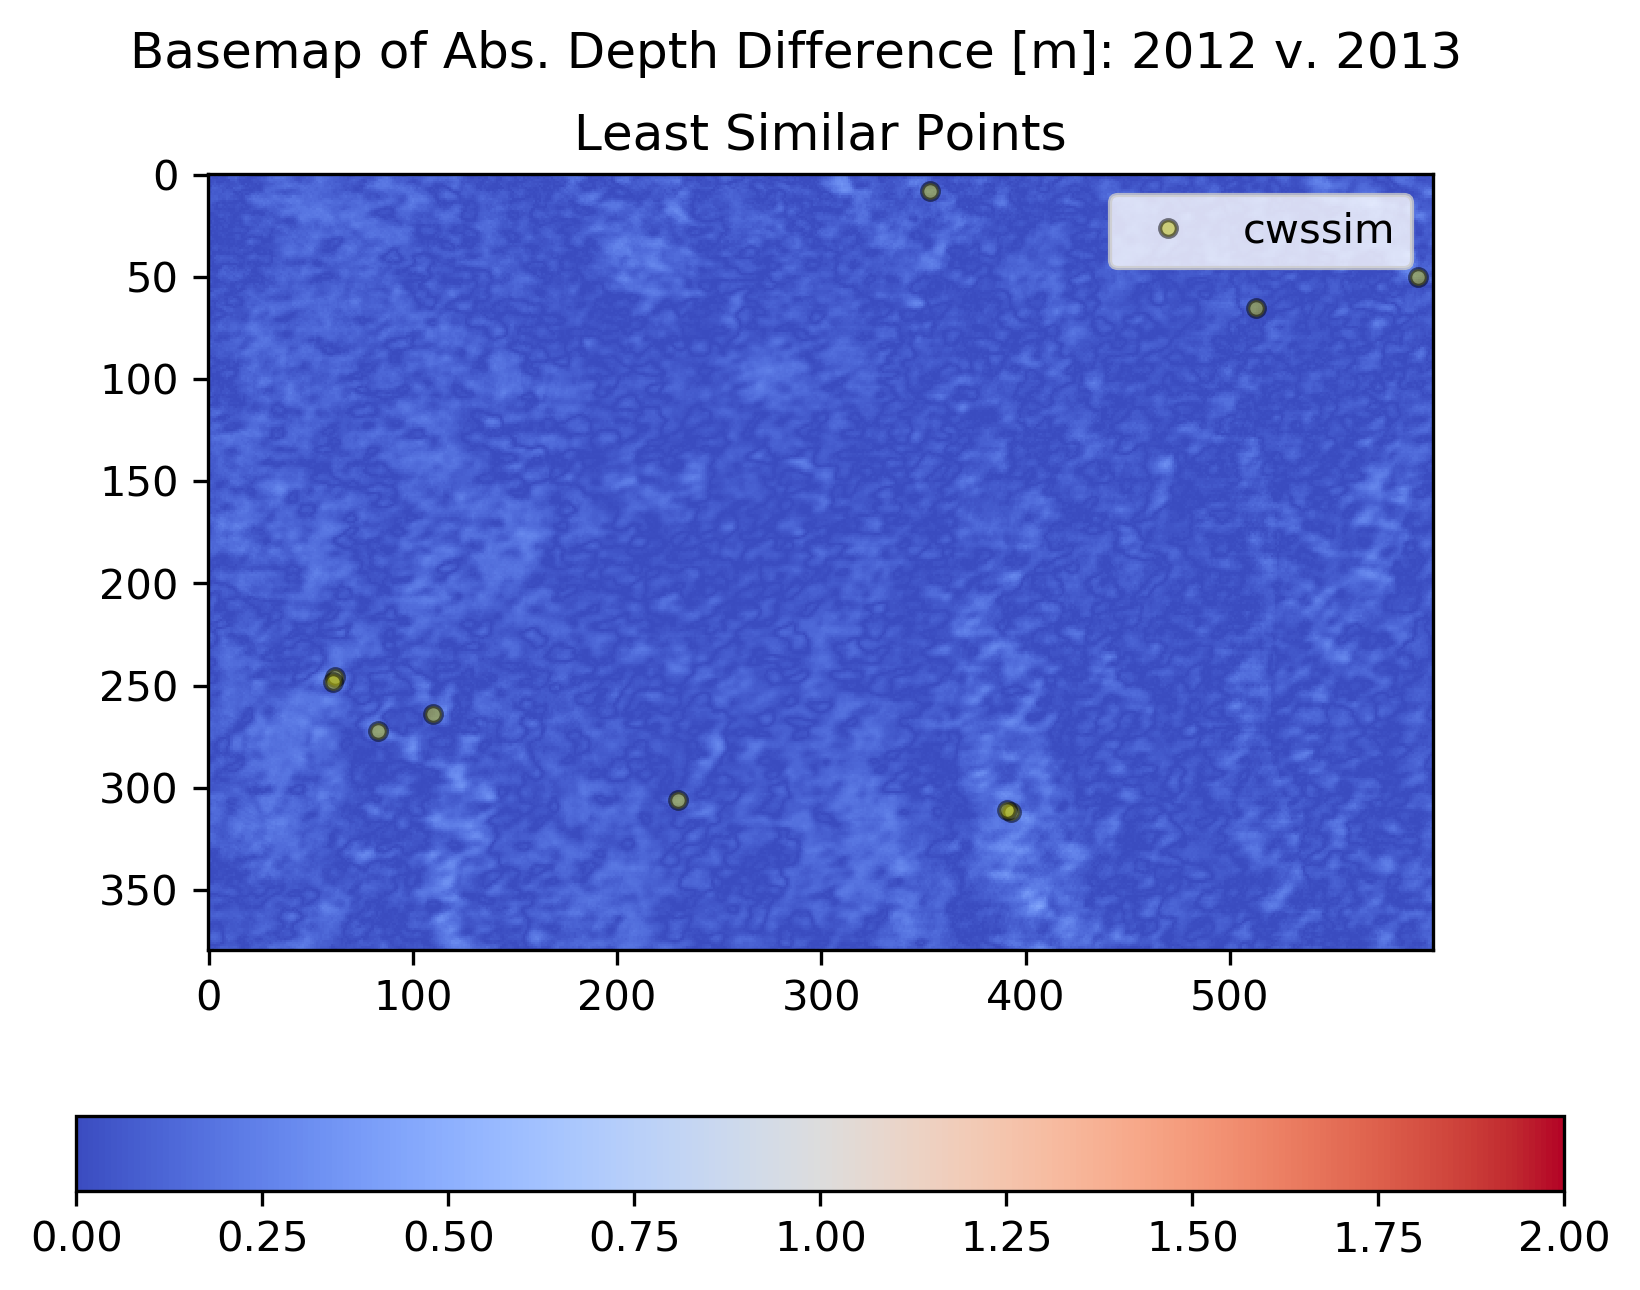 Basemap of Abs. Depth Difference [m]: 2012 v. 2013
Least Similar Points
cwssim
0
50
100
150
200
250
300
350
0 100 200 300 400 500
0.00 0.25 0.50 0.75 1.00 1.25 1.50 1.75 2.00